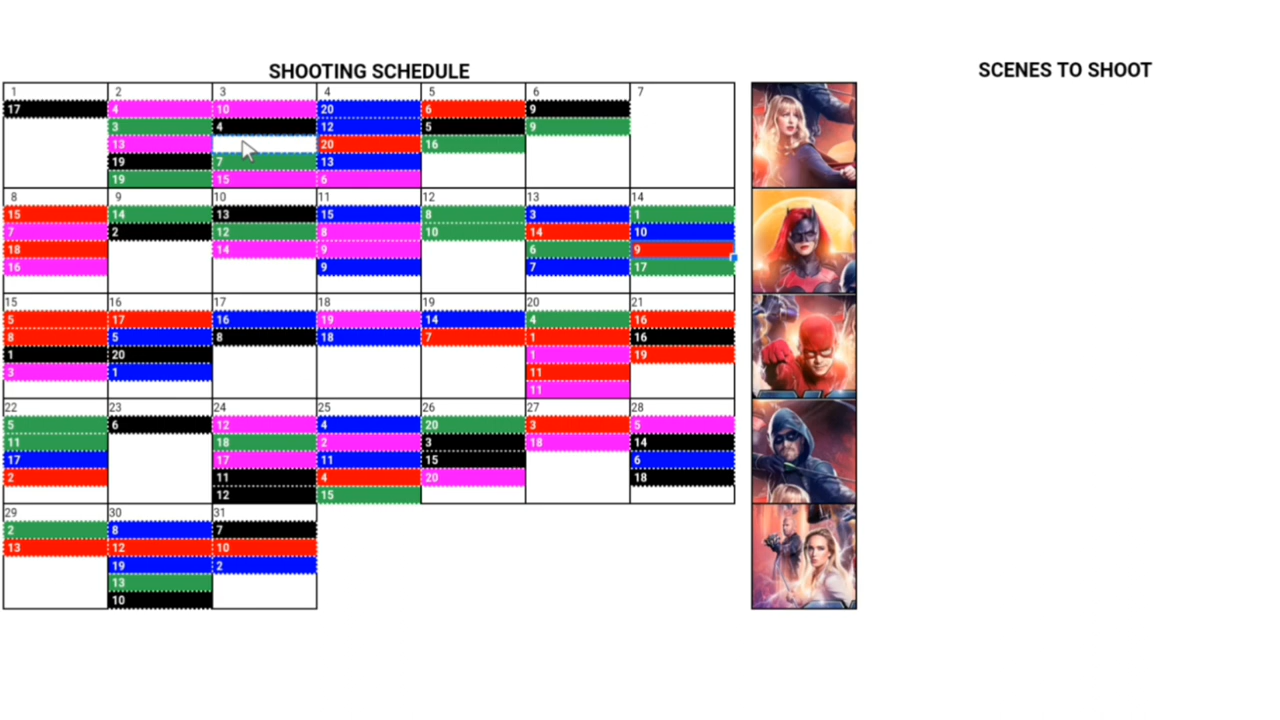 SHOOTING SCHEDULE
SCENES TO SHOOT
1 2 3 4 5 6 7
17 4 10 20 6 9
3 4 12 5 9
13 20 16
19 7 13
19 15 6
8 9 10 11 12 13 14
15 14 13 15 8 3 1
7 2 12 8 10 14 10
18 14 9 6 9
16 9 7 17
15 16 17 18 19 20 21
5 17 16 19 14 4 16
8 5 8 18 7 1 16
1 20 1 19
3 1 11
11
22 23 24 25 26 27 28
5 6 12 4 20 3 5
11 18 2 3 18 14
17 17 11 15 6
2 11 4 20 18
12 15
29 30 31
2 8 7
13 12 10
19 2
13
10